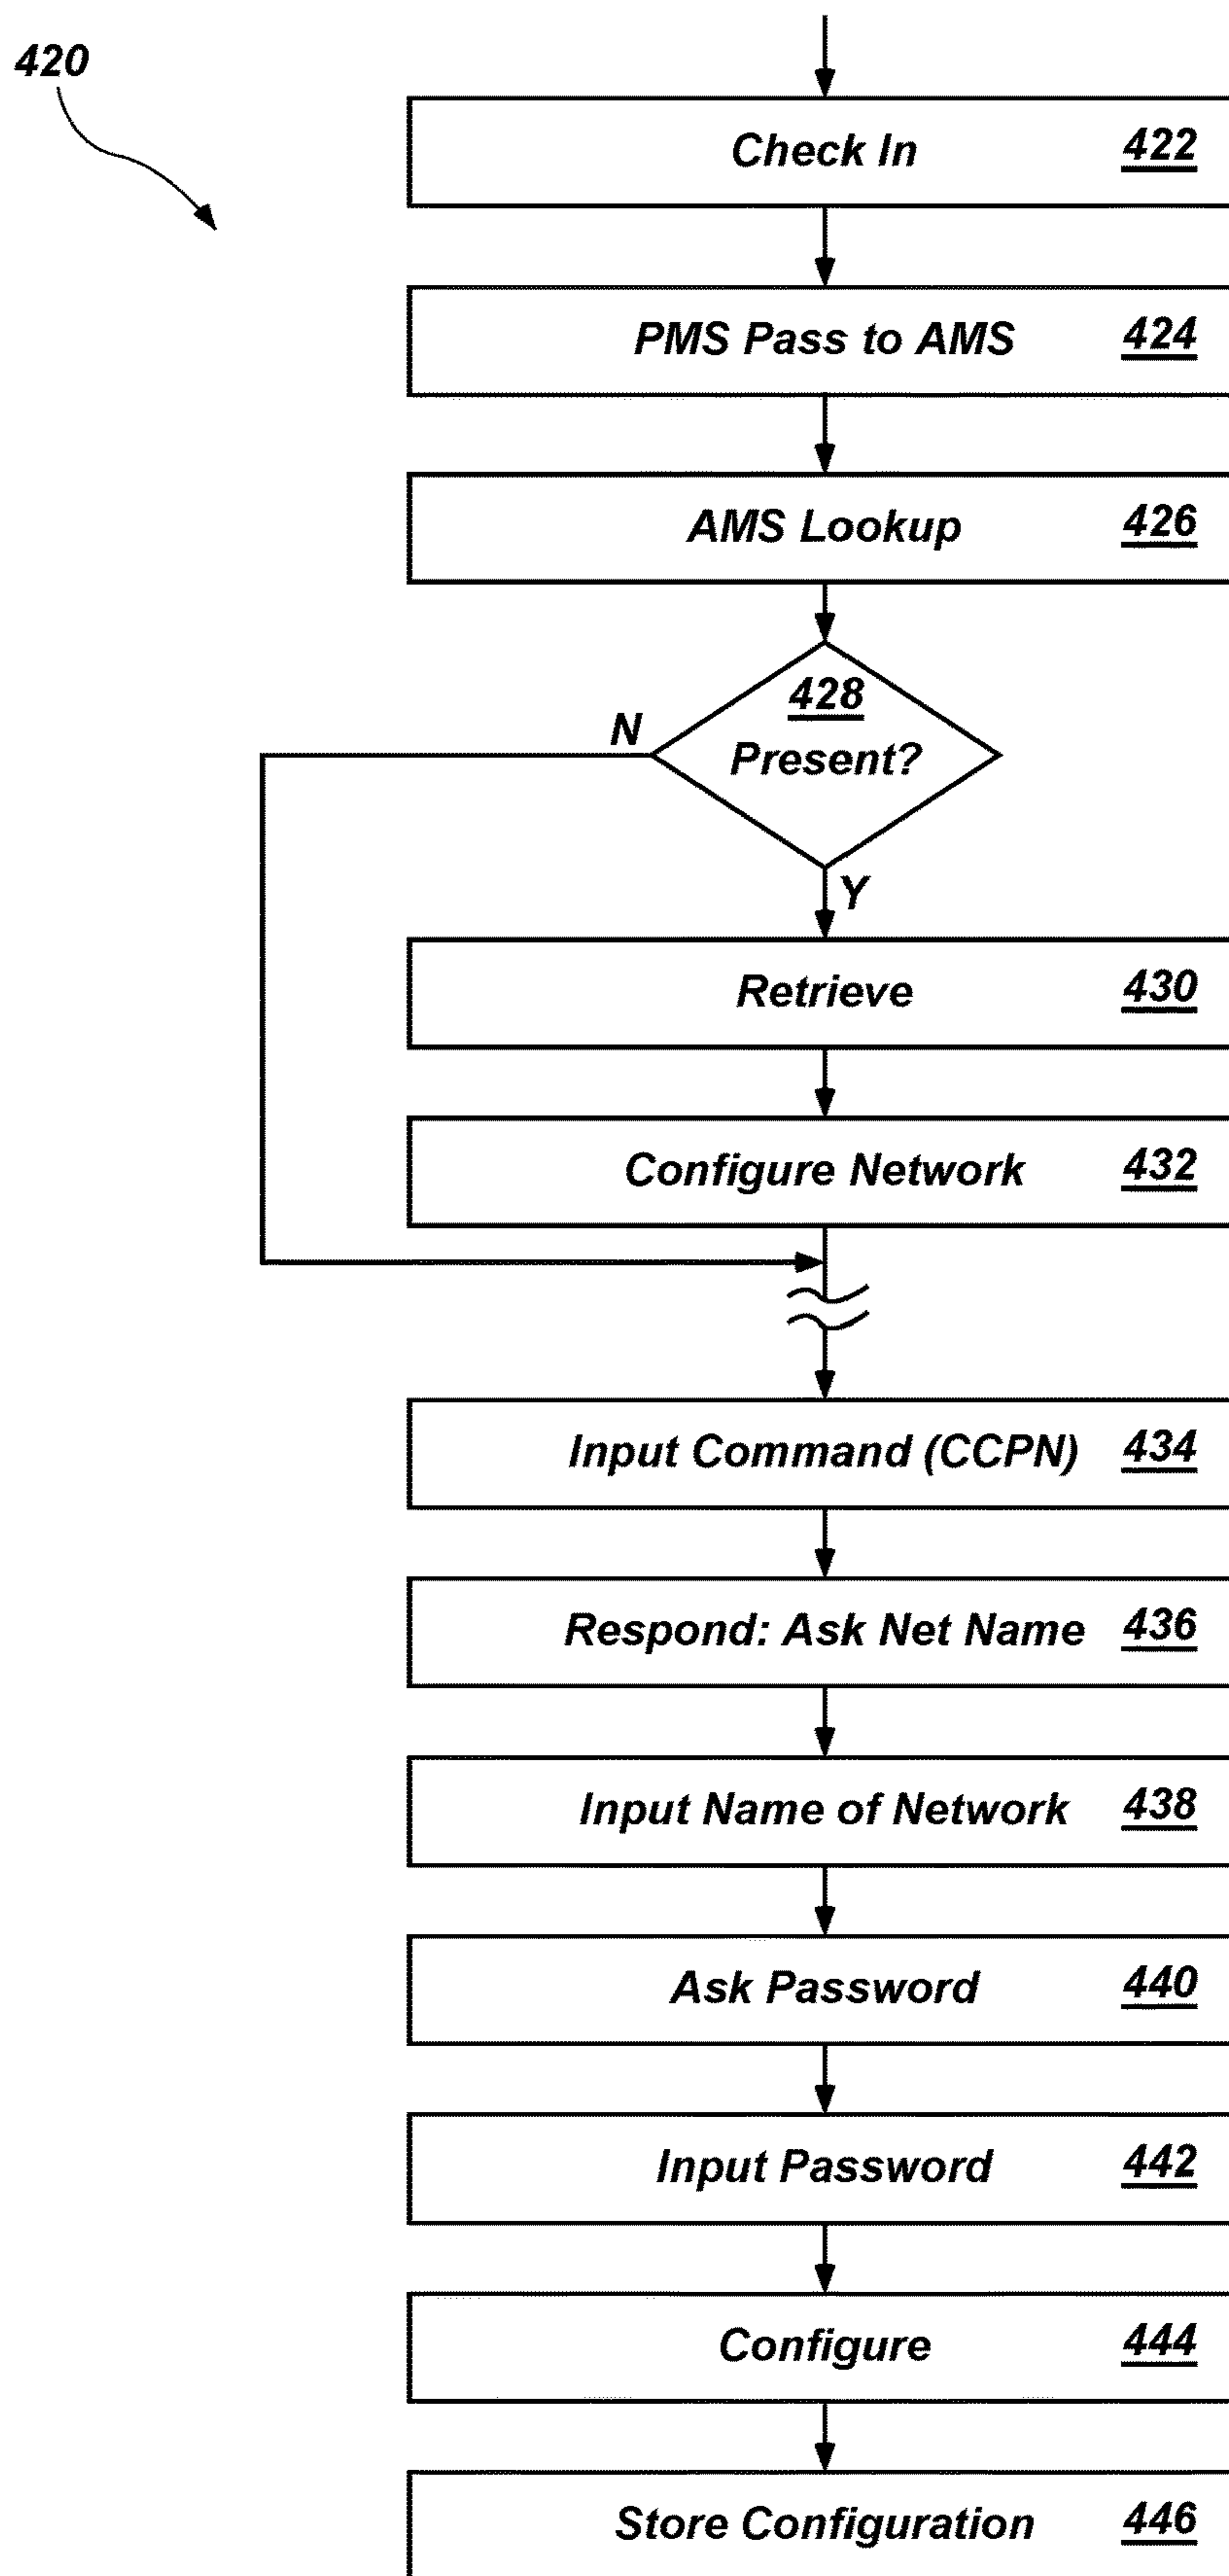 420
Check In 422
PMS Pass to AMS 424
AMS Lookup 426
428
Present?
N
Y
Retrieve 430
Configure Network 432
Input Command (CCPN) 434
Respond: Ask Net Name 436
Input Name of Network 438
Ask Password 440
Input Password 442
Configure 444
Store Configuration 446